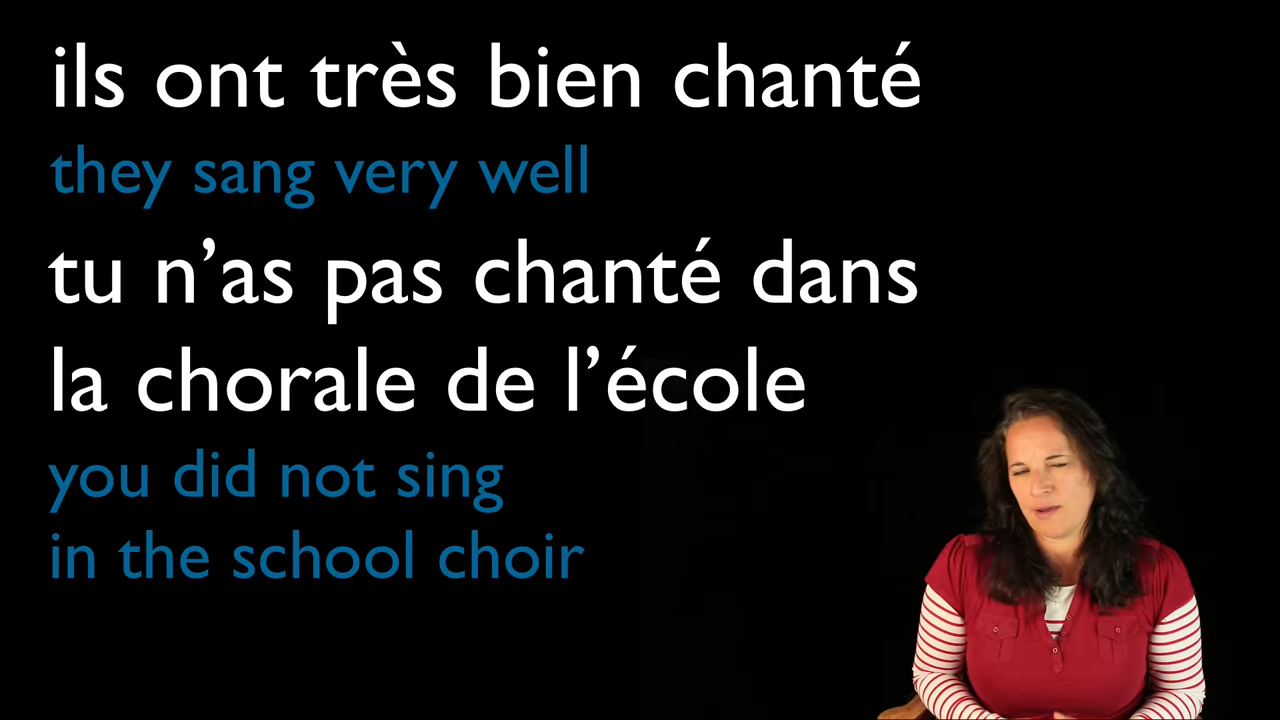 ils ont très bien chanté
they sang very well
tu n’as pas chanté dans
la chorale de l’école
you did not sing
in the school choir